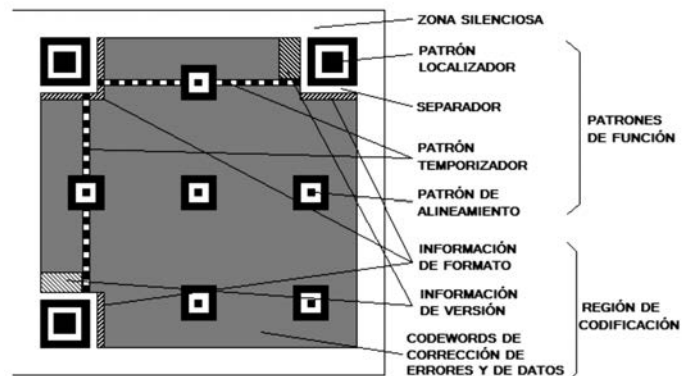 ZONA SILENCIOSA
PATRÓN
LOCALIZADOR
SEPARADOR
PATRONES
DE FUNCIÓN
PATRÓN
TEMPORIZADOR
PATRÓN DE
ALINEAMIENTO
INFORMACIÓN
DE FORMATO
INFORMACIÓN
DE VERSIÓN
REGIÓN DE
CODIFICACIÓN
CODEWORDS DE
CORRECCIÓN DE
ERRORES Y DE DATOS